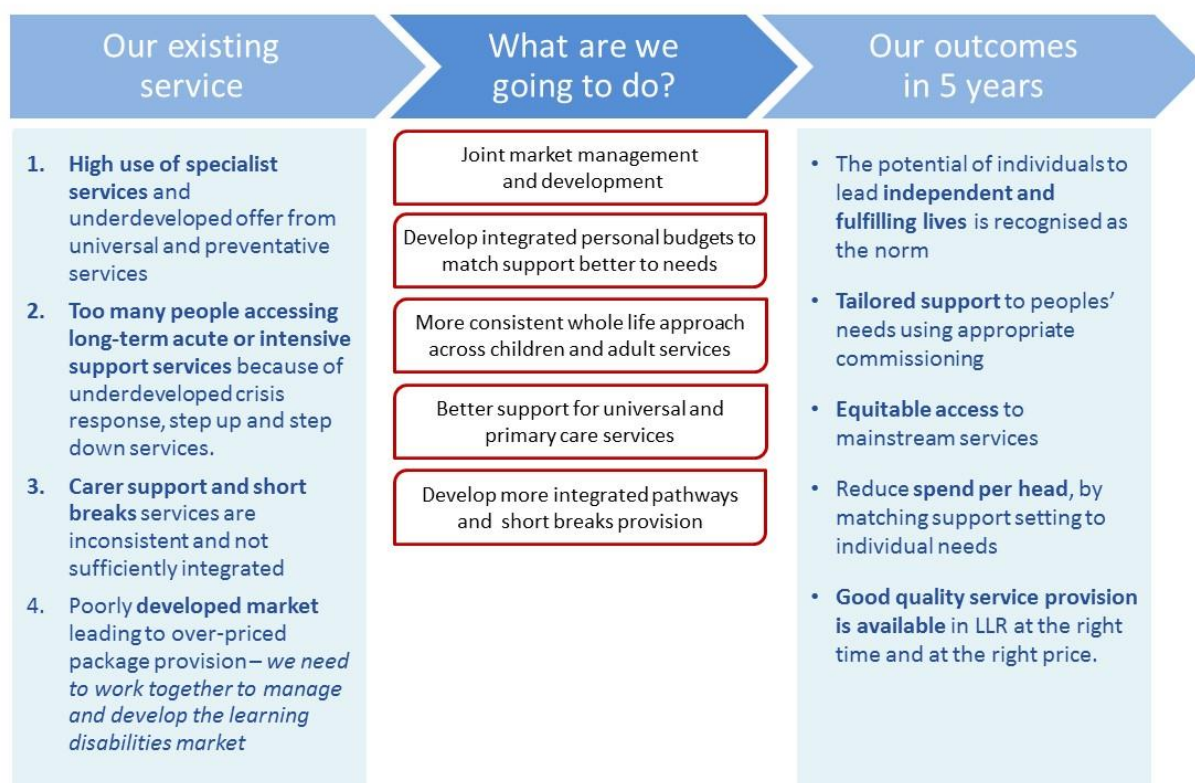 Our existing
service
What are we
going to do?
Our outcomes
in 5 years
1. High use of specialist
services and
underdeveloped offer from
universal and preventative
services
2. Too many people accessing
long-term acute or intensive
support services because of
underdeveloped crisis
response, step up and step
down services.
3. Carer support and short
breaks services are
inconsistent and not
sufficiently integrated
4. Poorly developed market
leading to over-priced
package provision – we need
to work together to manage
and develop the learning
disabilities market
Joint market management
and development
Develop integrated personal budgets to
match support better to needs
More consistent whole life approach
across children and adult services
Better support for universal and
primary care services
Develop more integrated pathways
and short breaks provision
• The potential of individuals to
lead independent and
fulfilling lives is recognised as
the norm
• Tailored support to peoples'
needs using appropriate
commissioning
• Equitable access to
mainstream services
• Reduce spend per head, by
matching support setting to
individual needs
• Good quality service provision
is available in LLR at the right
time and at the right price.